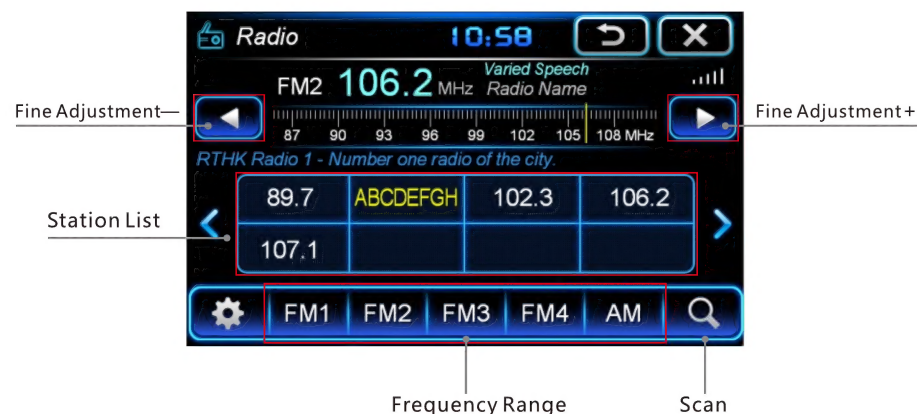 Radio 10:58
Varied Speech
FM2 106.2 MHz Radio Name
Fine Adjustment— Fine Adjustment+
87 90 93 96 99 102 105 108 MHz
RTHK Radio 1 - Number one radio of the city.
89.7 ABCDEFGH 102.3 106.2
Station List
107.1
FM1 FM2 FM3 FM4 AM
Frequency Range Scan